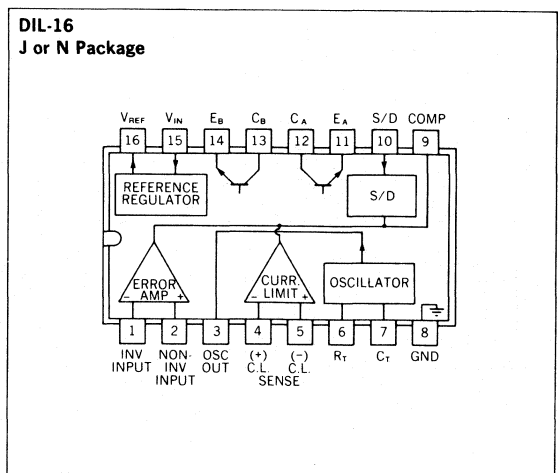 DIL-16
J or N Package
VREF VIN EB CB CA EA S/D COMP
16 15 14 13 12 11 10 9
REFERENCE
REGULATOR
S/D
ERROR
AMP
- +
CURR.
LIMIT
- +
OSCILLATOR
1 2 3 4 5 6 7 8
INV
INPUT
NON-
INV
INPUT
OSC
OUT
(+)
C.L.
(-)
C.L.
SENSE
RT
CT
GND